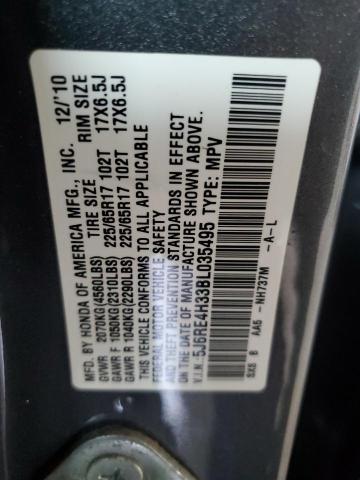 MFD. BY HONDA OF AMERICA MFG., INC. 12/'10
TIRE SIZE RIM SIZE
GVWR 2070KG(4560LBS)
GAWR F 1050KG(2310LBS) 225/65R17 102T 17X6.5J
GAWR R 1040KG(2290LBS) 225/65R17 102T 17X6.5J
THIS VEHICLE CONFORMS TO ALL APPLICABLE
FEDERAL MOTOR VEHICLE SAFETY
AND THEFT PREVENTION STANDARDS IN EFFECT
ON THE DATE OF MANUFACTURE SHOWN ABOVE.
V.I.N. 5J6RE4H33BL035495 TYPE: MPV
SXS B AA5 -NH737M -A-L